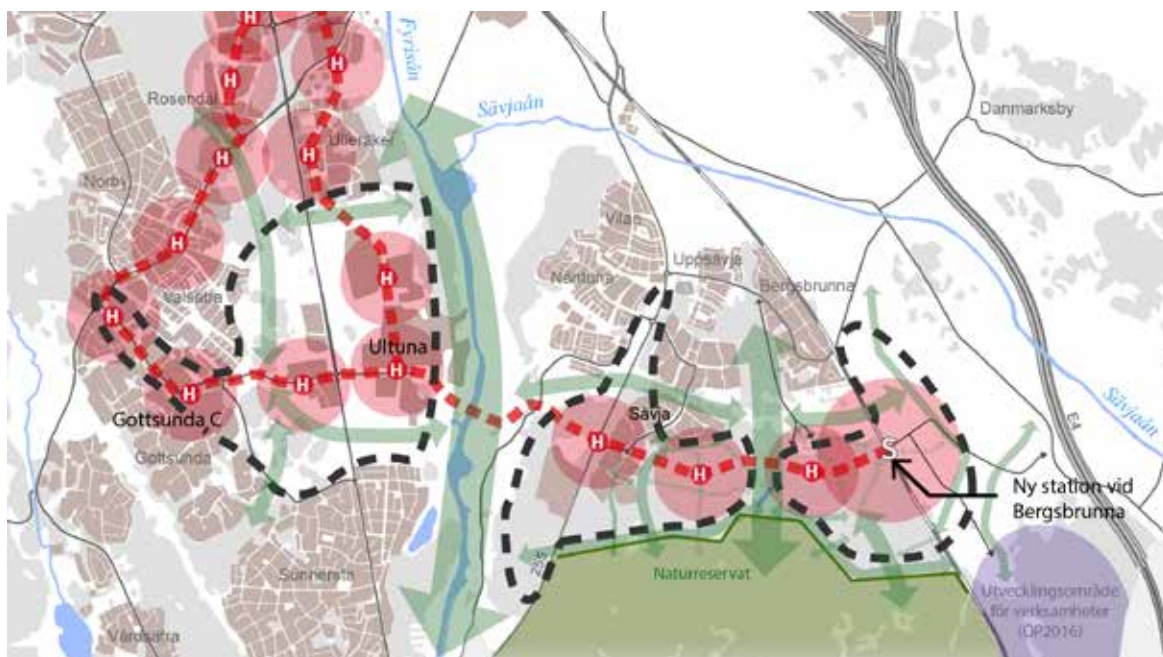 H
H
H
Fyrisån
Rosendal
Ulleråker
H
H
Sävjaån
Danmarksby
Norby
H
Vilan
Uppsävja
Nåntuna
Bergsbrunna
H
Valsätra
H
Ultuna
H
H
H
Gottsunda C
Gottsunda
Sävja
H
H
H
S
E4
Sävjaån
Ny station vid
Bergsbrunna
255
Sunnersta
Naturreservat
Utvecklingsområde
för verksamheter
(ÖP2016)
Vårdsätra